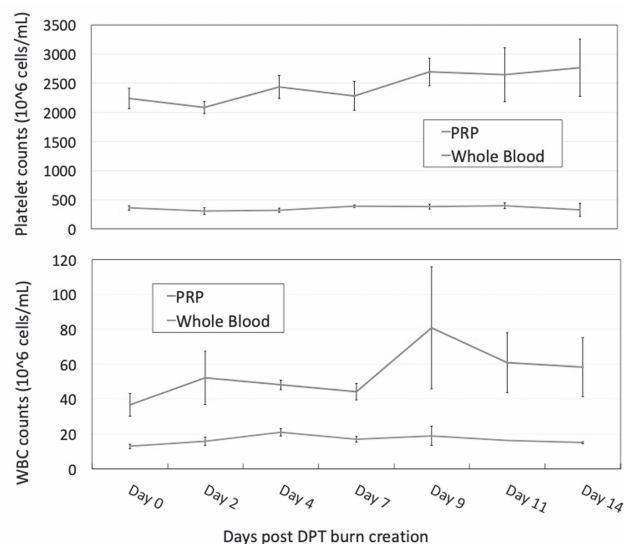 Platelet counts (10^6 cells/mL)
3500
3000
2500
2000
1500
1000
500
0
PRP
Whole Blood
WBC counts (10^6 cells/mL)
120
100
80
60
40
20
0
PRP
Whole Blood
Day 0 Day 2 Day 4 Day 7 Day 9 Day 11 Day 14
Days post DPT burn creation